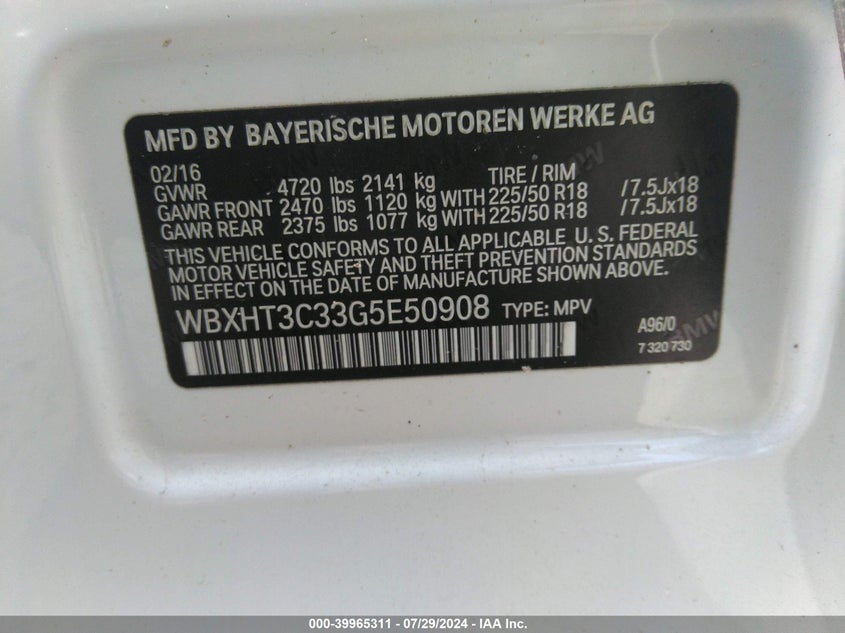 MFD BY BAYERISCHE MOTOREN WERKE AG
02/16 TIRE / RIM
GVWR 4720 lbs 2141 kg
GAWR FRONT 2470 lbs 1120 kg WITH 225/50 R18 /7.5Jx18
GAWR REAR 2375 lbs 1077 kg WITH 225/50 R18 /7.5Jx18
THIS VEHICLE CONFORMS TO ALL APPLICABLE U. S. FEDERAL
MOTOR VEHICLE SAFETY AND THEFT PREVENTION STANDARDS
IN EFFECT ON THE DATE OF MANUFACTURE SHOWN ABOVE.
WBXHT3C33G5E50908 TYPE: MPV A96/0
7 320 730
000-39965311 - 07/29/2024 - IAA Inc.